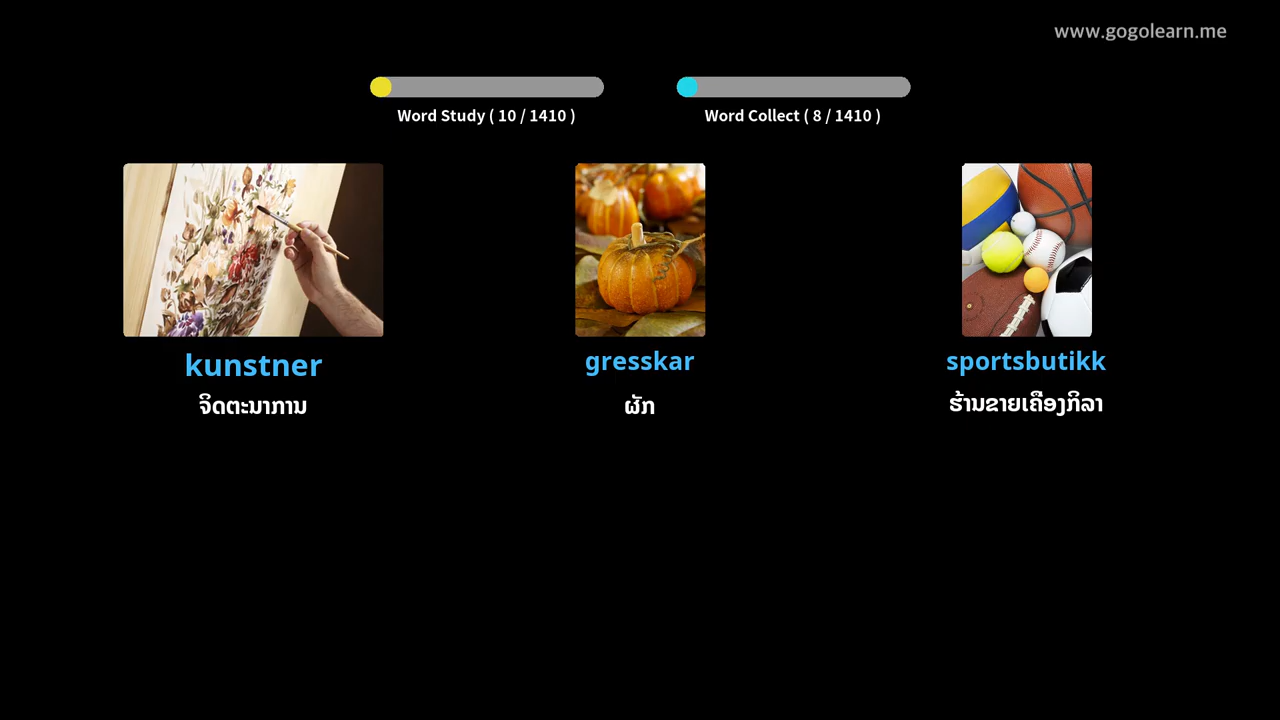 www.gogolearn.me
Word Study ( 10 / 1410 )
Word Collect ( 8 / 1410 )
kunstner
gresskar
sportsbutikk
ຈິດຕະນາການ
ຜັກ
ຮ້ານຂາຍເຄືອງກິລາ